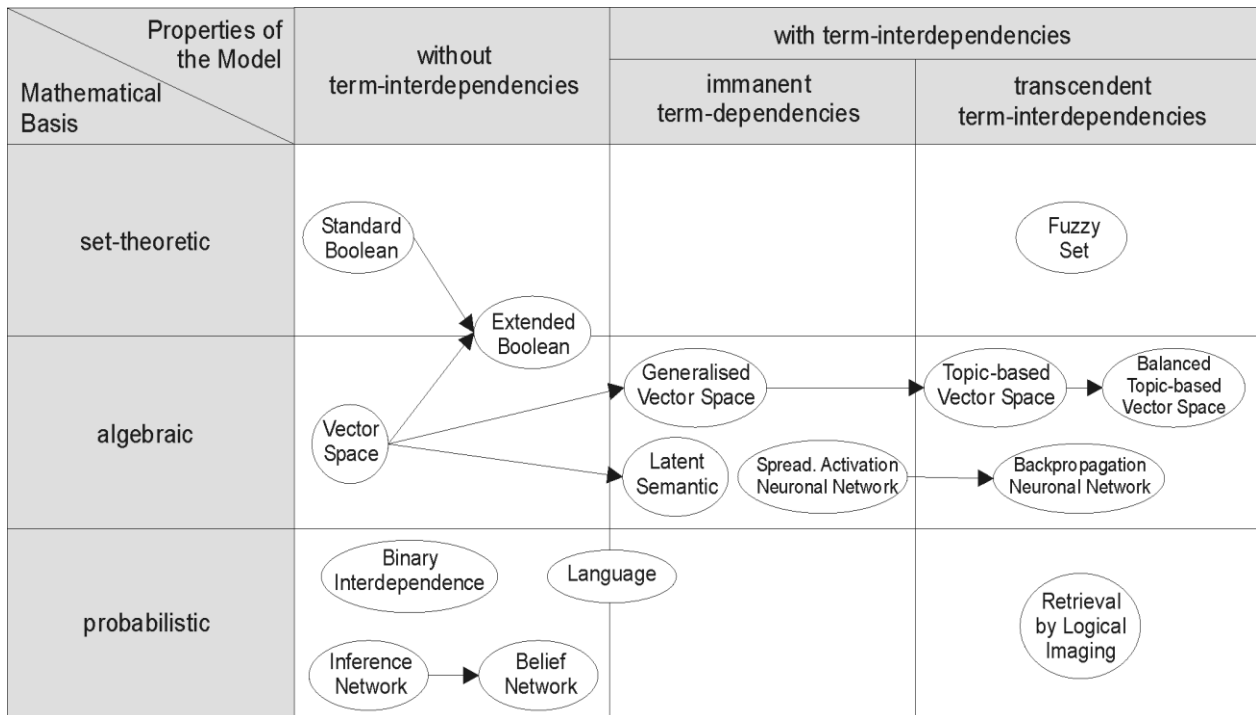 Properties of
the Model
Mathematical
Basis
without
term-interdependencies
with term-interdependencies
immanent
term-dependencies
transcendent
term-interdependencies
set-theoretic
Standard
Boolean
Extended
Boolean
Fuzzy
Set
algebraic
Vector
Space
Generalised
Vector Space
Topic-based
Vector Space
Balanced
Topic-based
Vector Space
Latent
Semantic
Spread. Activation
Neuronal Network
Backpropagation
Neuronal Network
probabilistic
Binary
Interdependence
Language
Inference
Network
Belief
Network
Retrieval
by Logical
Imaging